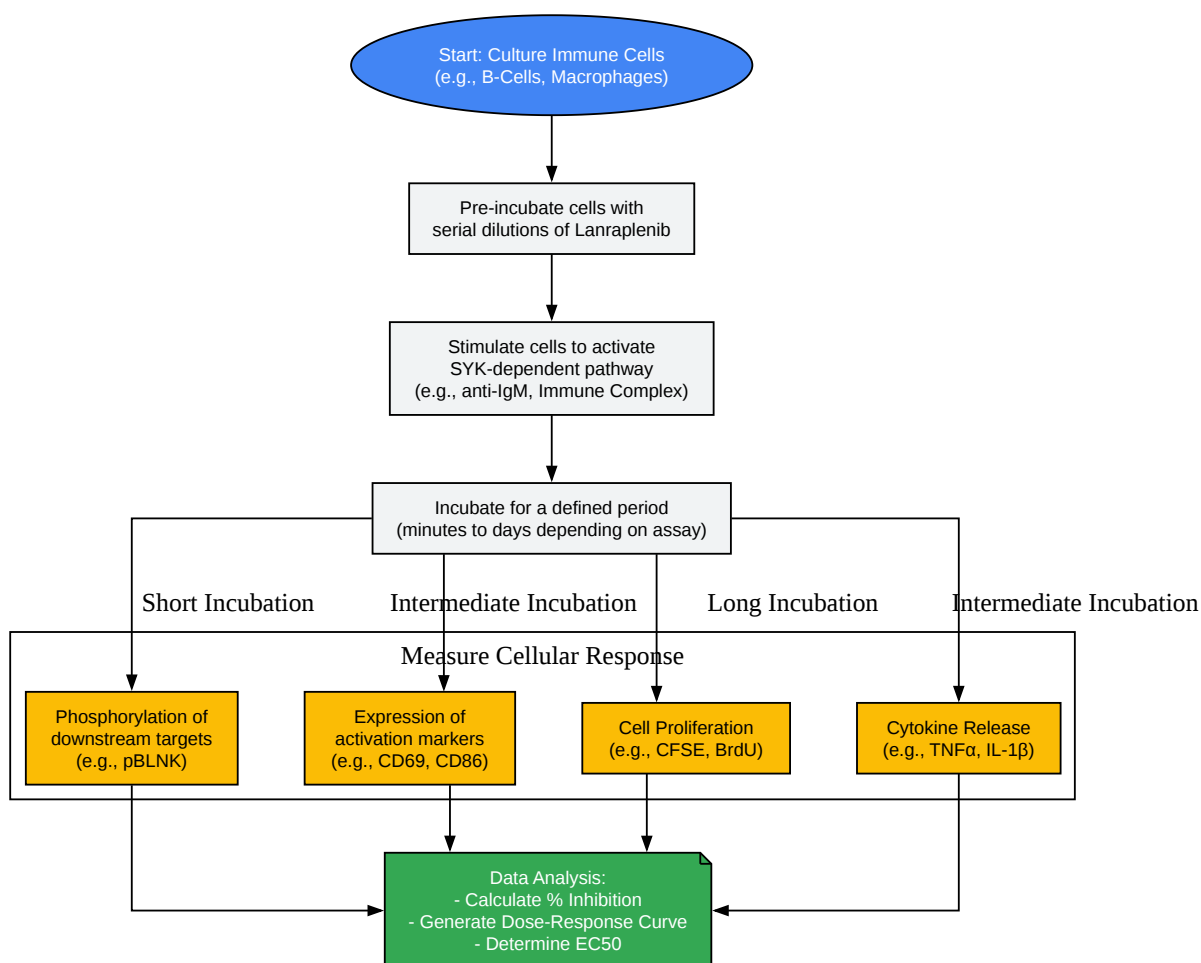 Start: Culture Immune Cells
(e.g., B-Cells, Macrophages)
Pre-incubate cells with
serial dilutions of Lanraplenib
Stimulate cells to activate
SYK-dependent pathway
(e.g., anti-IgM, Immune Complex)
Incubate for a defined period
(minutes to days depending on assay)
Short Incubation
Intermediate Incubation
Long Incubation
Intermediate Incubation
Measure Cellular Response
Phosphorylation of
downstream targets
(e.g., pBLNK)
Expression of
activation markers
(e.g., CD69, CD86)
Cell Proliferation
(e.g., CFSE, BrdU)
Cytokine Release
(e.g., TNFα, IL-1β)
Data Analysis:
- Calculate % Inhibition
- Generate Dose-Response Curve
- Determine EC50